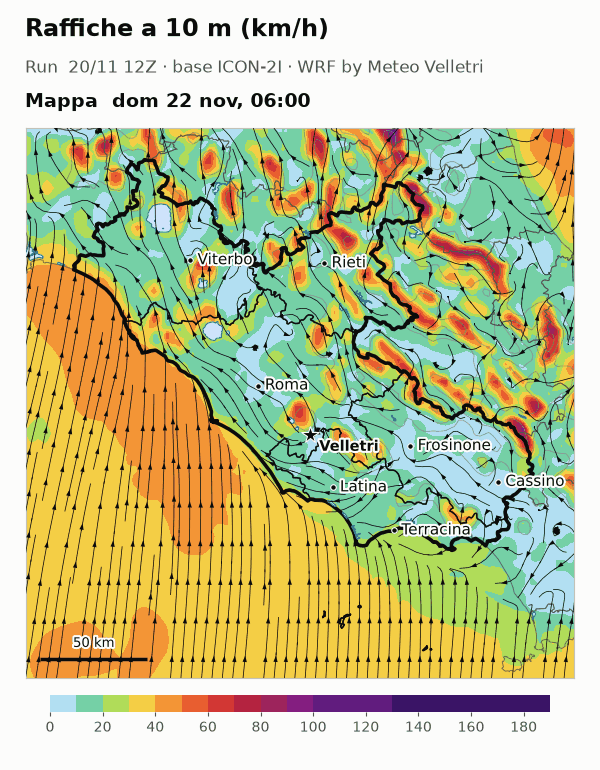 Raffiche a 10 m (km/h)
Run  20/11 12Z · base ICON-2I · WRF by Meteo Velletri
Mappa  dom 22 nov, 06:00
Viterbo
Rieti
Roma
Velletri
Frosinone
Latina
Cassino
Terracina
50 km
0 20 40 60 80 100 120 140 160 180